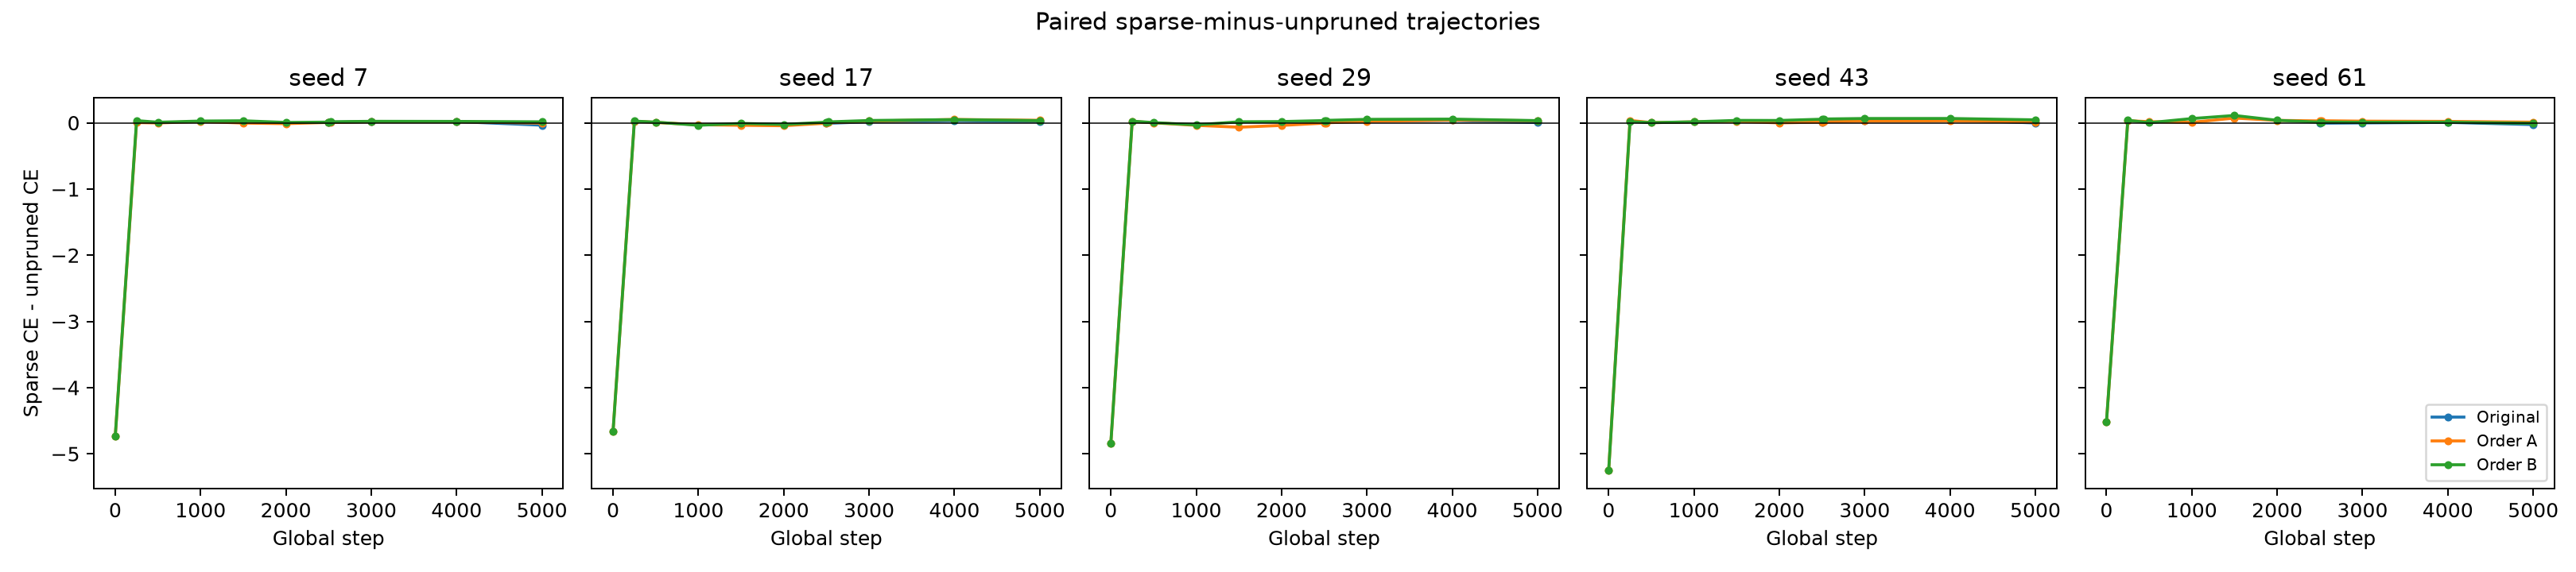 Paired sparse-minus-unpruned trajectories
seed 7
seed 17
seed 29
seed 43
seed 61
Sparse CE - unpruned CE
0
−1
−2
−3
−4
−5
0 1000 2000 3000 4000 5000
0 1000 2000 3000 4000 5000
0 1000 2000 3000 4000 5000
0 1000 2000 3000 4000 5000
0 1000 2000 3000 4000 5000
Global step
Global step
Global step
Global step
Global step
Original
Order A
Order B